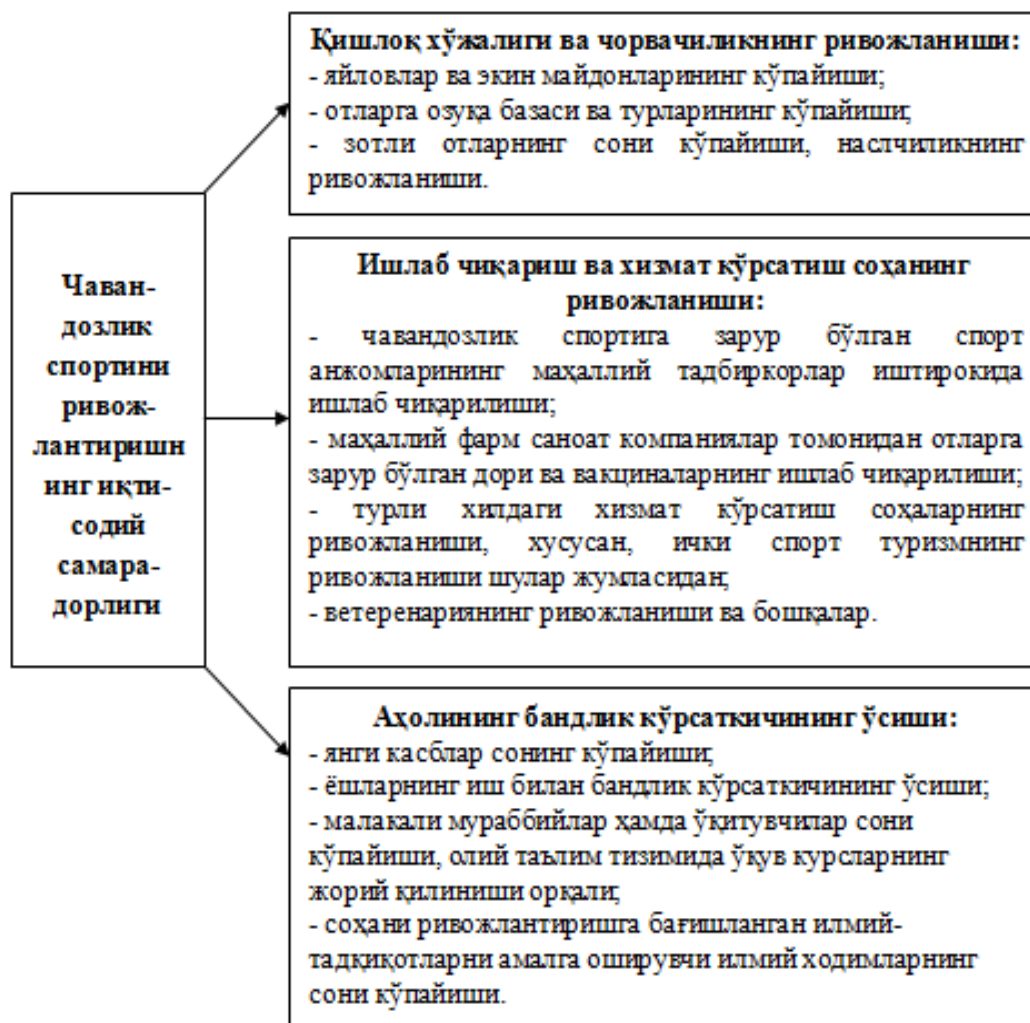 Чаван-
дозлик
спортини
ривож-
лантиришн
инг иқти-
содий
самара-
дорлиги
Қишлоқ хўжалиги ва чорвачиликнинг ривожланиши:
- яйловлар ва экин майдонларининг кўпайиши;
- отларга озуқа базаси ва турларининг кўпайиши;
- зотли отларнинг сони кўпайиши, наслчиликнинг
ривожланиши.
Ишлаб чиқариш ва хизмат кўрсатиш соҳанинг
ривожланиши:
- чавандозлик спортига зарур бўлган спорт
анжомларининг маҳаллий тадбиркорлар иштирокида
ишлаб чиқарилиши;
- маҳаллий фарм саноат компаниялар томонидан отларга
зарур бўлган дори ва вакциналарнинг ишлаб чиқарилиши;
- турли хилдаги хизмат кўрсатиш соҳаларнинг
ривожланиши, хусусан, ички спорт туризмнинг
ривожланиши шулар жумласидан;
- ветеренариянинг ривожланиши ва бошқалар.
Аҳолининг бандлик кўрсаткичининг ўсиши:
- янги касблар сонинг кўпайиши;
- ёшларнинг иш билан бандлик кўрсаткичининг ўсиши;
- малакали мураббийлар ҳамда ўқитувчилар сони
кўпайиши, олий таълим тизимида ўқув курсларнинг
жорий қилиниши орқали;
- соҳани ривожлантиришга бағишланган илмий-
тадқиқотларни амалга оширувчи илмий ходимларнинг
сони кўпайиши.